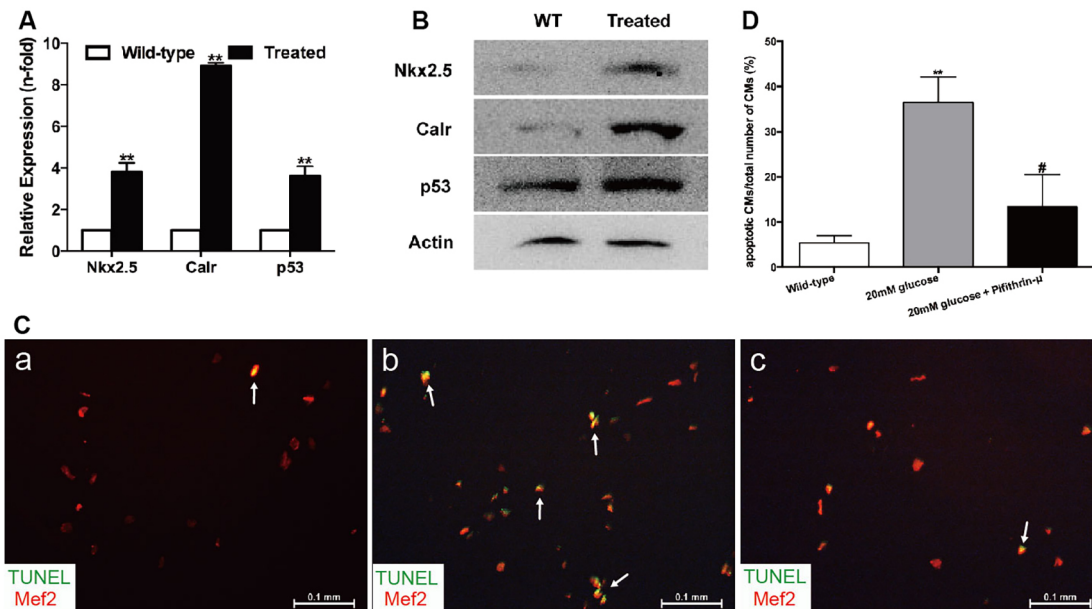 A
Relative Expression (n-fold)
10
8
6
4
2
0
Wild-type
Treated
**
**
**
Nkx2.5
Calr
p53
B
WT
Treated
Nkx2.5
Calr
p53
Actin
D
apoptotic CMs/total number of CMs (%)
50
40
30
20
10
0
**
#
Wild-type
20mM glucose
20mM glucose + Pifithrin-μ
C
a
TUNEL
Mef2
0.1 mm
b
TUNEL
Mef2
0.1 mm
c
TUNEL
Mef2
0.1 mm